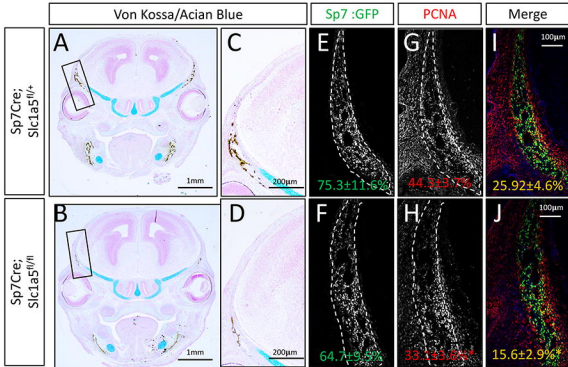 Von Kossa/Acian Blue
Sp7 :GFP
PCNA
Merge
Sp7Cre;
Slc1a5fl/+
A
1mm
C
200µm
E
75.3±11.6%
G
44.3±3.7%
I
100µm
25.92±4.6%
Sp7Cre;
Slc1a5fl/fl
B
1mm
D
200µm
F
64.7±9.3%
H
J
100µm
15.6±2.9%*